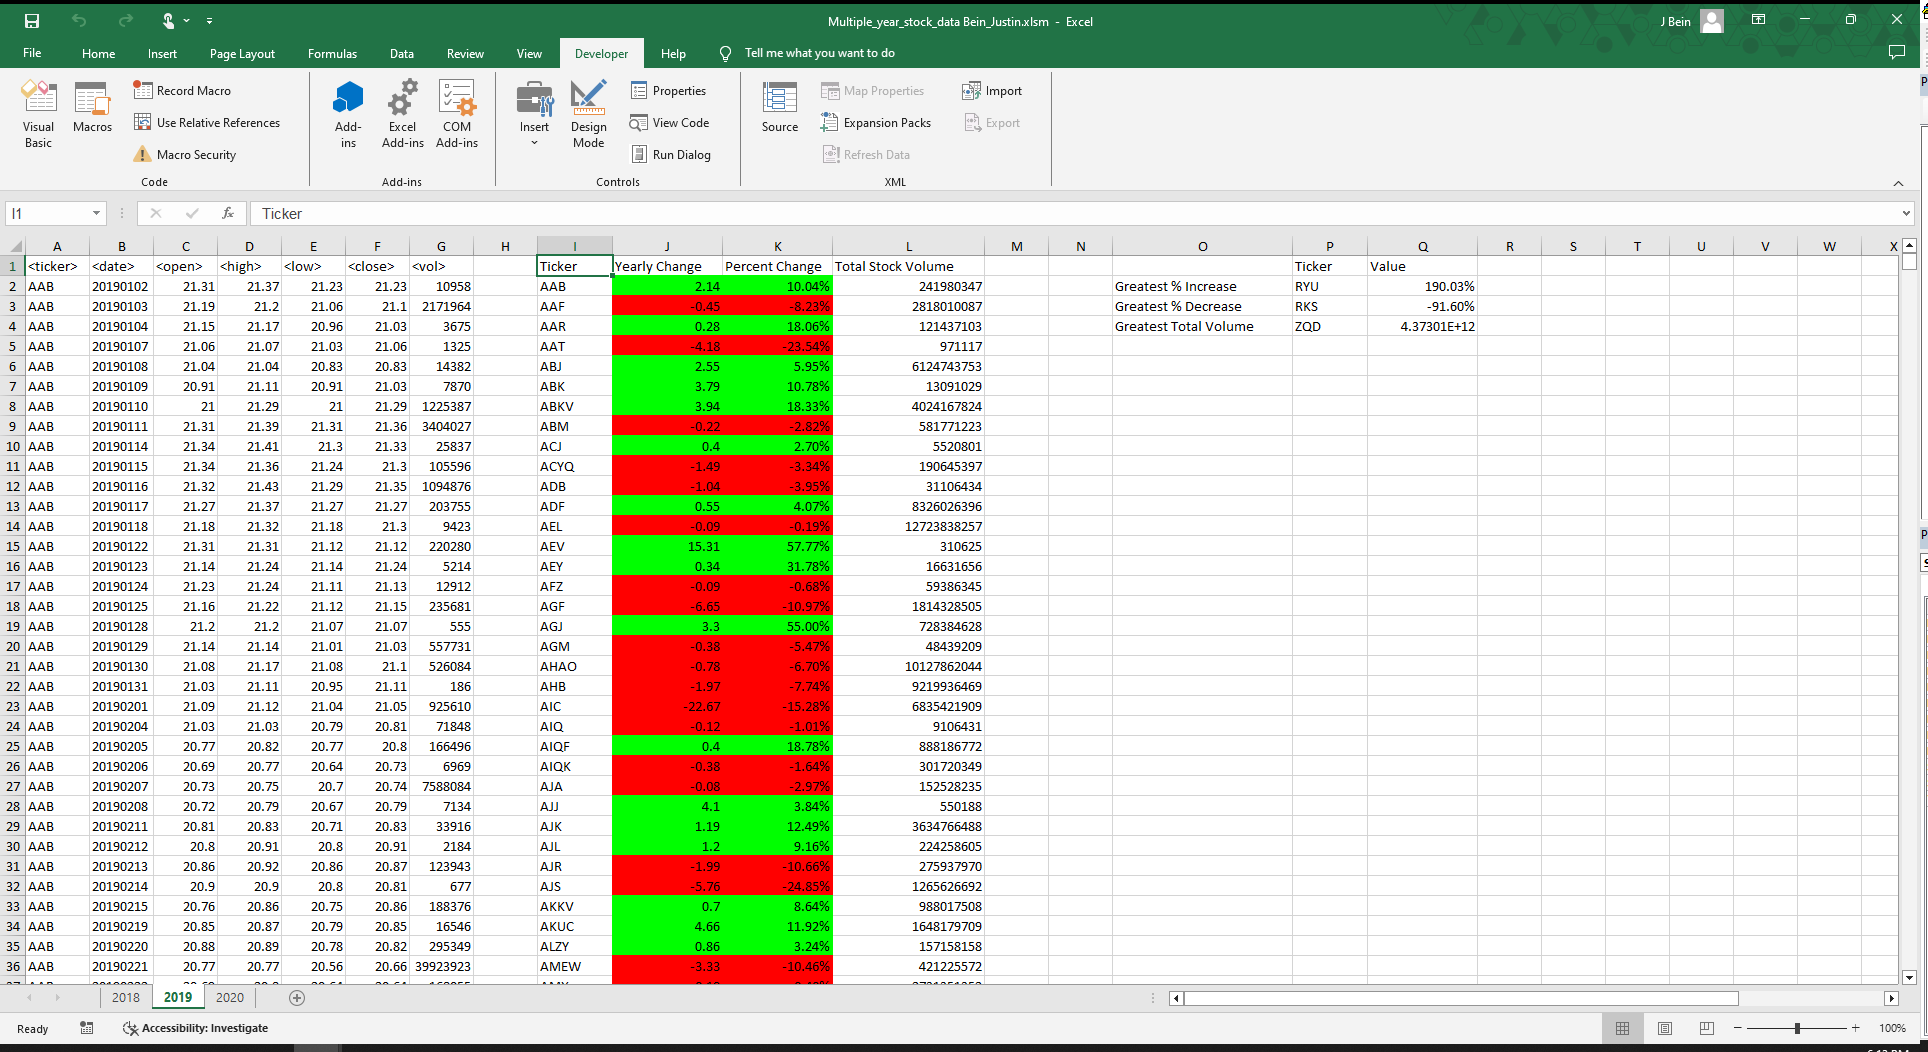 Multiple_year_stock_data Bein_Justin.xlsm - Excel
J Bein
File Home Insert Page Layout Formulas Data Review View Developer Help Tell me what you want to do
Visual Basic
Macros
Record Macro
Use Relative References
Macro Security
Code
Add-ins
Excel Add-ins
COM Add-ins
Add-ins
Insert
Design Mode
Properties
View Code
Run Dialog
Controls
Source
Map Properties
Expansion Packs
Refresh Data
Import
Export
XML
I1 fx Ticker
A B C D E F G H I J K L M N O P Q R S T U V W X
1 <ticker> <date> <open> <high> <low> <close> <vol> Ticker Yearly Change Percent Change Total Stock Volume Ticker Value
2 AAB 20190102 21.31 21.37 21.23 21.23 10958 AAB 2.14 10.04% 241980347 Greatest % Increase RYU 190.03%
3 AAB 20190103 21.19 21.2 21.06 21.1 2171964 AAF -0.45 -8.23% 2818010087 Greatest % Decrease RKS -91.60%
4 AAB 20190104 21.15 21.17 20.96 21.03 3675 AAR 0.28 18.06% 121437103 Greatest Total Volume ZQD 4.37301E+12
5 AAB 20190107 21.06 21.07 21.03 21.06 1325 AAT -4.18 -23.54% 971117
6 AAB 20190108 21.04 21.04 20.83 20.83 14382 ABJ 2.55 5.95% 6124743753
7 AAB 20190109 20.91 21.11 20.91 21.03 7870 ABK 3.79 10.78% 13091029
8 AAB 20190110 21 21.29 21 21.29 1225387 ABKV 3.94 18.33% 4024167824
9 AAB 20190111 21.31 21.39 21.31 21.36 3404027 ABM -0.22 -2.82% 581771223
10 AAB 20190114 21.34 21.41 21.3 21.33 25837 ACJ 0.4 2.70% 5520801
11 AAB 20190115 21.34 21.36 21.24 21.3 105596 ACYQ -1.49 -3.34% 190645397
12 AAB 20190116 21.32 21.43 21.29 21.35 1094876 ADB -1.04 -3.95% 31106434
13 AAB 20190117 21.27 21.37 21.27 21.27 203755 ADF 0.55 4.07% 8326026396
14 AAB 20190118 21.18 21.32 21.18 21.3 9423 AEL -0.09 -0.19% 12723838257
15 AAB 20190122 21.31 21.31 21.12 21.12 220280 AEV 15.31 57.77% 310625
16 AAB 20190123 21.14 21.24 21.14 21.24 5214 AEY 0.34 31.78% 16631656
17 AAB 20190124 21.23 21.24 21.11 21.13 12912 AFZ -0.09 -0.68% 59386345
18 AAB 20190125 21.16 21.22 21.12 21.15 235681 AGF -6.65 -10.97% 1814328505
19 AAB 20190128 21.2 21.2 21.07 21.07 555 AGJ 3.3 55.00% 728384628
20 AAB 20190129 21.14 21.14 21.01 21.03 557731 AGM -0.38 -5.47% 48439209
21 AAB 20190130 21.08 21.17 21.08 21.1 526084 AHAO -0.78 -6.70% 10127862044
22 AAB 20190131 21.03 21.11 20.95 21.11 186 AHB -1.97 -7.74% 9219936469
23 AAB 20190201 21.09 21.12 21.04 21.05 925610 AIC -22.67 -15.28% 6835421909
24 AAB 20190204 21.03 21.03 20.79 20.81 71848 AIQ -0.12 -1.01% 9106431
25 AAB 20190205 20.77 20.82 20.77 20.8 166496 AIQF 0.4 18.78% 888186772
26 AAB 20190206 20.69 20.77 20.64 20.73 6969 AIQK -0.38 -1.64% 301720349
27 AAB 20190207 20.73 20.75 20.7 20.74 7588084 AJA -0.08 -2.97% 152528235
28 AAB 20190208 20.72 20.79 20.67 20.79 7134 AJJ 4.1 3.84% 550188
29 AAB 20190211 20.81 20.83 20.71 20.83 33916 AJK 1.19 12.49% 3634766488
30 AAB 20190212 20.8 20.91 20.8 20.91 2184 AJL 1.2 9.16% 224258605
31 AAB 20190213 20.86 20.92 20.86 20.87 123943 AJR -1.99 -10.66% 275937970
32 AAB 20190214 20.9 20.9 20.8 20.81 677 AJS -5.76 -24.85% 1265626692
33 AAB 20190215 20.76 20.86 20.75 20.86 188376 AKKV 0.7 8.64% 988017508
34 AAB 20190219 20.85 20.87 20.79 20.85 16546 AKUC 4.66 11.92% 1648179709
35 AAB 20190220 20.88 20.89 20.78 20.82 295349 ALZY 0.86 3.24% 157158158
36 AAB 20190221 20.77 20.77 20.56 20.66 39923923 AMEW -3.33 -10.46% 421225572
2018 2019 2020
Ready Accessibility: Investigate 100%